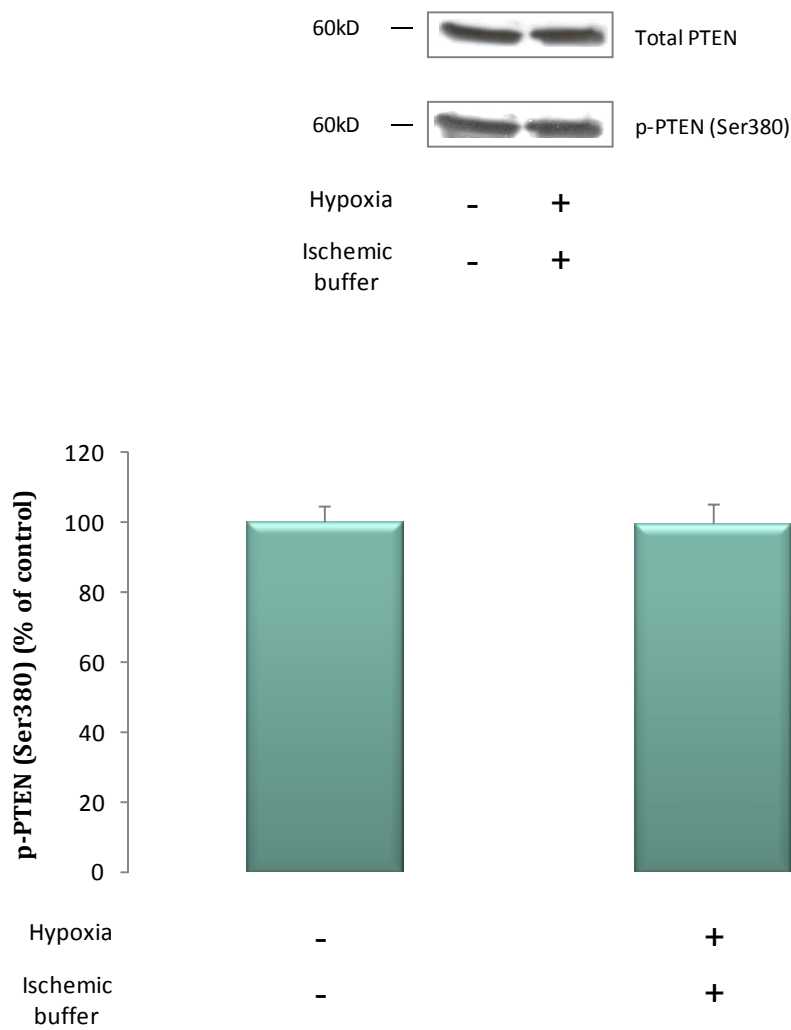 60kD — Total PTEN
60kD — p-PTEN (Ser380)
Hypoxia - +
Ischemic
buffer - +
120
100
80
60
40
20
0
p-PTEN (Ser380) (% of control)
Hypoxia - +
Ischemic
buffer - +